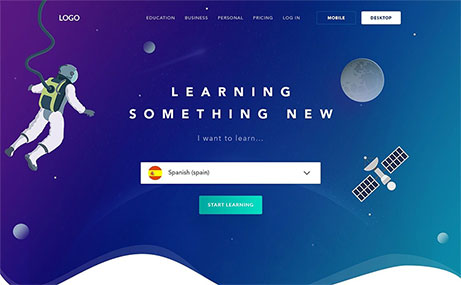 LOGO
EDUCATION BUSINESS PERSONAL PRICING LOG IN MOBILE DESKTOP
LEARNING
SOMETHING NEW
I want to learn...
Spanish (spain)
START LEARNING